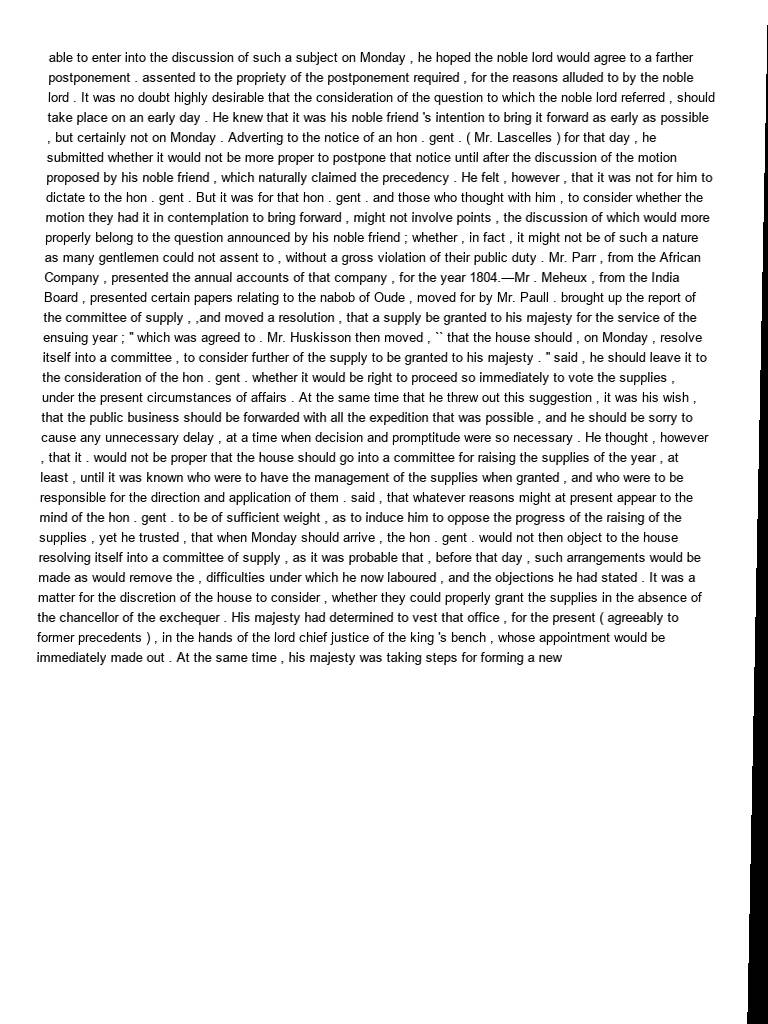 able to enter into the discussion of such a subject on Monday , he hoped the noble lord would agree to a farther
postponement . assented to the propriety of the postponement required , for the reasons alluded to by the noble
lord . It was no doubt highly desirable that the consideration of the question to which the noble lord referred , should
take place on an early day . He knew that it was his noble friend 's intention to bring it forward as early as possible
, but certainly not on Monday . Adverting to the notice of an hon . gent . ( Mr. Lascelles ) for that day , he
submitted whether it would not be more proper to postpone that notice until after the discussion of the motion
proposed by his noble friend , which naturally claimed the precedency . He felt , however , that it was not for him to
dictate to the hon . gent . But it was for that hon . gent . and those who thought with him , to consider whether the
motion they had it in contemplation to bring forward , might not involve points , the discussion of which would more
properly belong to the question announced by his noble friend ; whether , in fact , it might not be of such a nature
as many gentlemen could not assent to , without a gross violation of their public duty . Mr. Parr , from the African
Company , presented the annual accounts of that company , for the year 1804.—Mr . Meheux , from the India
Board , presented certain papers relating to the nabob of Oude , moved for by Mr. Paull . brought up the report of
the committee of supply , ,and moved a resolution , that a supply be granted to his majesty for the service of the
ensuing year ; '' which was agreed to . Mr. Huskisson then moved , `` that the house should , on Monday , resolve
itself into a committee , to consider further of the supply to be granted to his majesty . '' said , he should leave it to
the consideration of the hon . gent . whether it would be right to proceed so immediately to vote the supplies ,
under the present circumstances of affairs . At the same time that he threw out this suggestion , it was his wish ,
that the public business should be forwarded with all the expedition that was possible , and he should be sorry to
cause any unnecessary delay , at a time when decision and promptitude were so necessary . He thought , however
, that it . would not be proper that the house should go into a committee for raising the supplies of the year , at
least , until it was known who were to have the management of the supplies when granted , and who were to be
responsible for the direction and application of them . said , that whatever reasons might at present appear to the
mind of the hon . gent . to be of sufficient weight , as to induce him to oppose the progress of the raising of the
supplies , yet he trusted , that when Monday should arrive , the hon . gent . would not then object to the house
resolving itself into a committee of supply , as it was probable that , before that day , such arrangements would be
made as would remove the , difficulties under which he now laboured , and the objections he had stated . It was a
matter for the discretion of the house to consider , whether they could properly grant the supplies in the absence of
the chancellor of the exchequer . His majesty had determined to vest that office , for the present ( agreeably to
former precedents ) , in the hands of the lord chief justice of the king 's bench , whose appointment would be
immediately made out . At the same time , his majesty was taking steps for forming a new